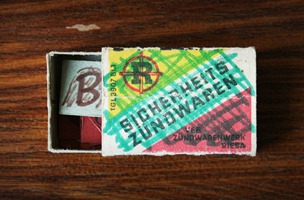 B
R
SICHERHEITS
ZÜNDWAREN
VEB
ZÜNDWARENWERK
RIESA